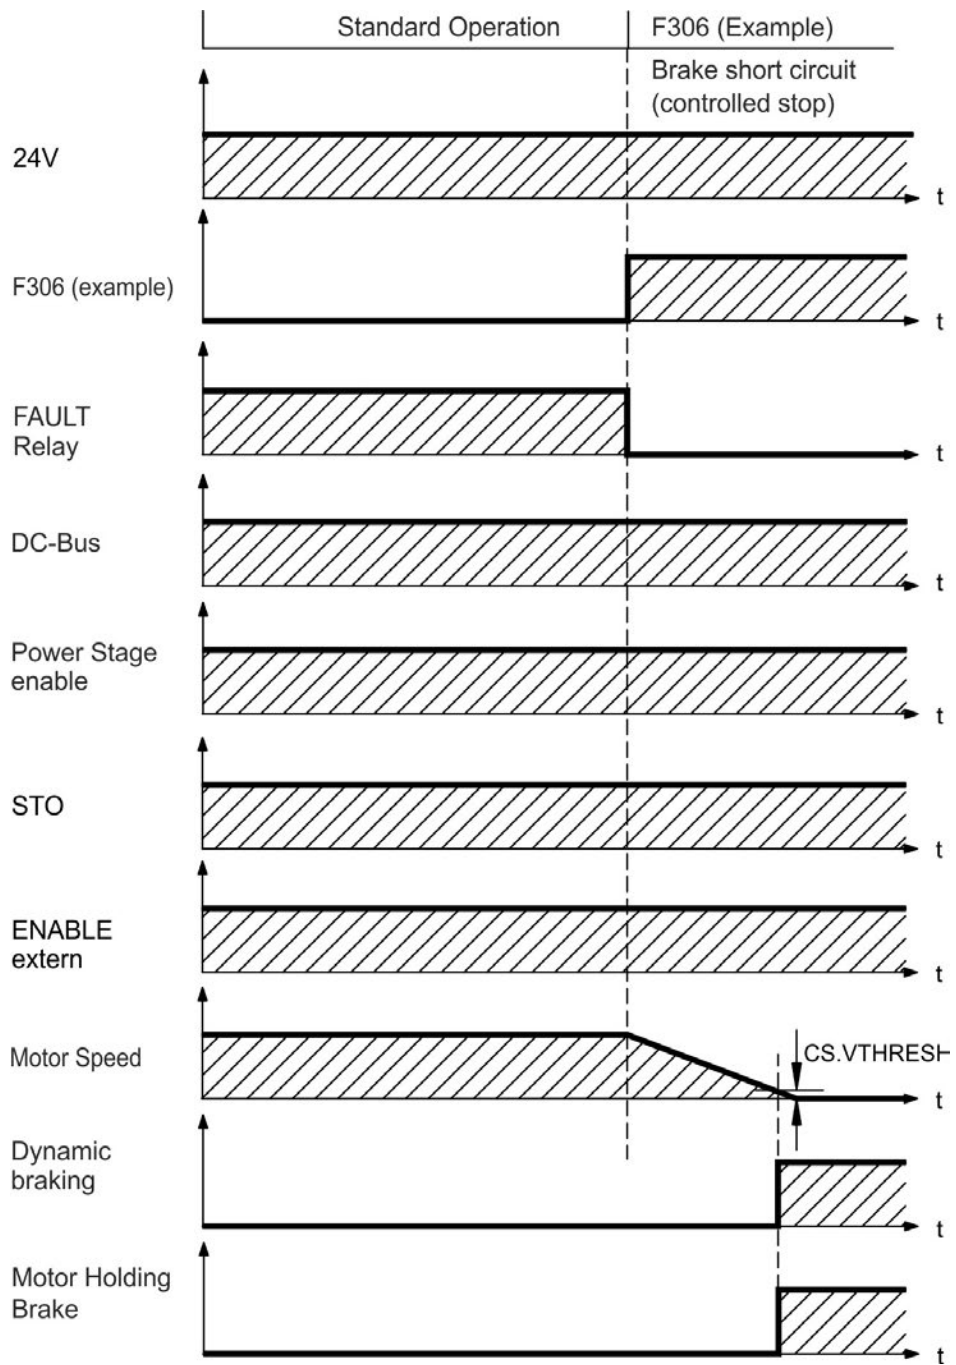 Standard Operation
F306 (Example)
Brake short circuit
(controlled stop)
24V
t
F306 (example)
t
FAULT
Relay
t
DC-Bus
t
Power Stage
enable
t
STO
t
ENABLE
extern
t
Motor Speed
CS.VTHRESH
t
Dynamic
braking
t
Motor Holding
Brake
t